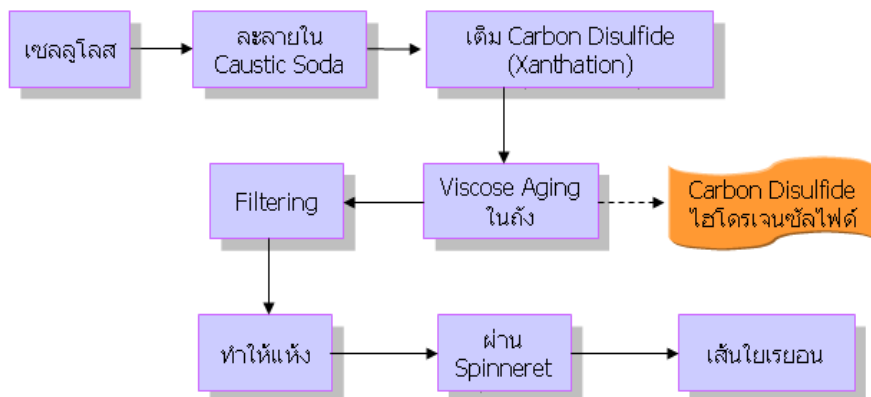 เซลลูโลส
ละลายใน
Caustic Soda
เติม Carbon Disulfide
(Xanthation)
Filtering
Viscose Aging
ในถัง
Carbon Disulfide
ไฮโดรเจนซัลไฟด์
ทำให้แห้ง
ผ่าน
Spinneret
เส้นใยเรยอน